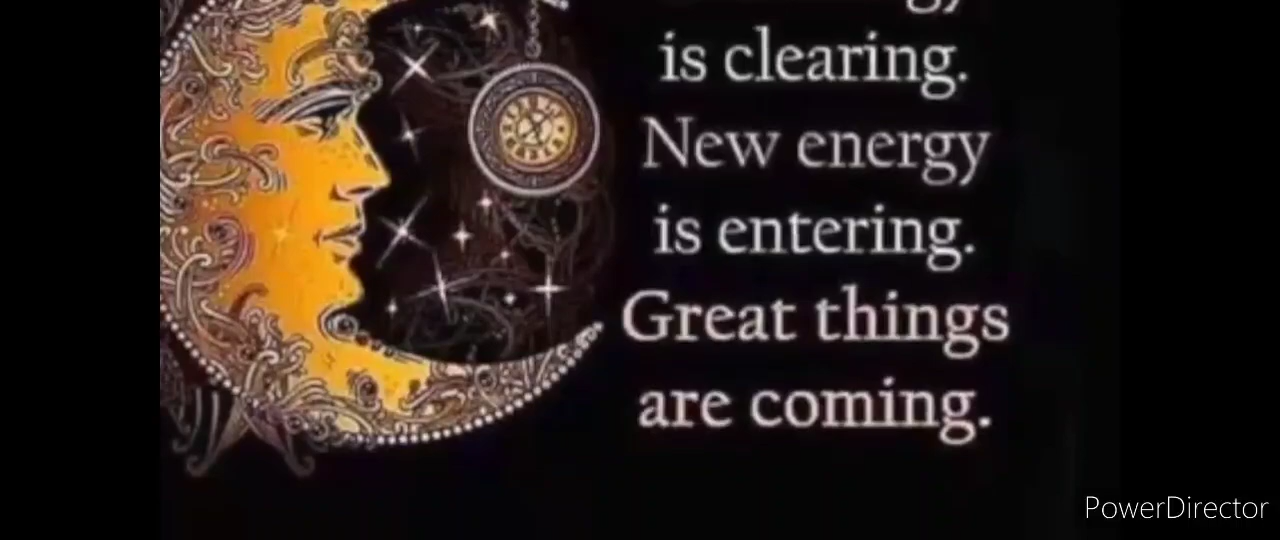 is clearing.
New energy
is entering.
Great things
are coming.
PowerDirector